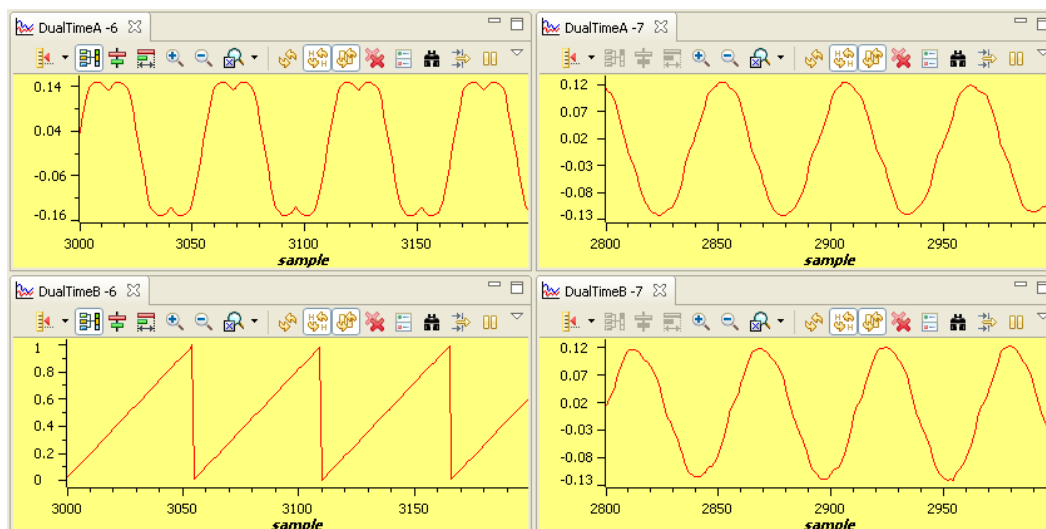 DualTimeA -6
0.14
0.04
-0.06
-0.16
3000 3050 3100 3150
sample
DualTimeA -7
0.12
0.07
0.02
-0.03
-0.08
-0.13
2800 2850 2900 2950
sample
DualTimeB -6
1
0.8
0.6
0.4
0.2
0
3000 3050 3100 3150
sample
DualTimeB -7
0.12
0.07
0.02
-0.03
-0.08
-0.13
2800 2850 2900 2950
sample